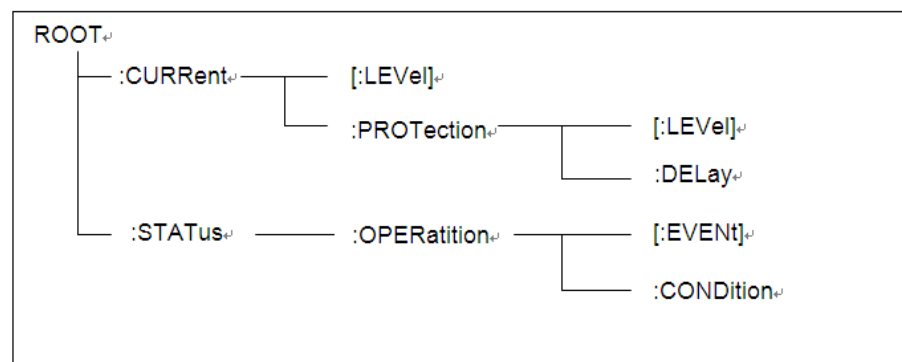 ROOT↵
:CURRent↵ [:LEVel]↵
:PROTection↵ [:LEVel]↵
:DELay↵
:STATus↵ :OPERatition↵ [:EVENt]↵
:CONDition↵